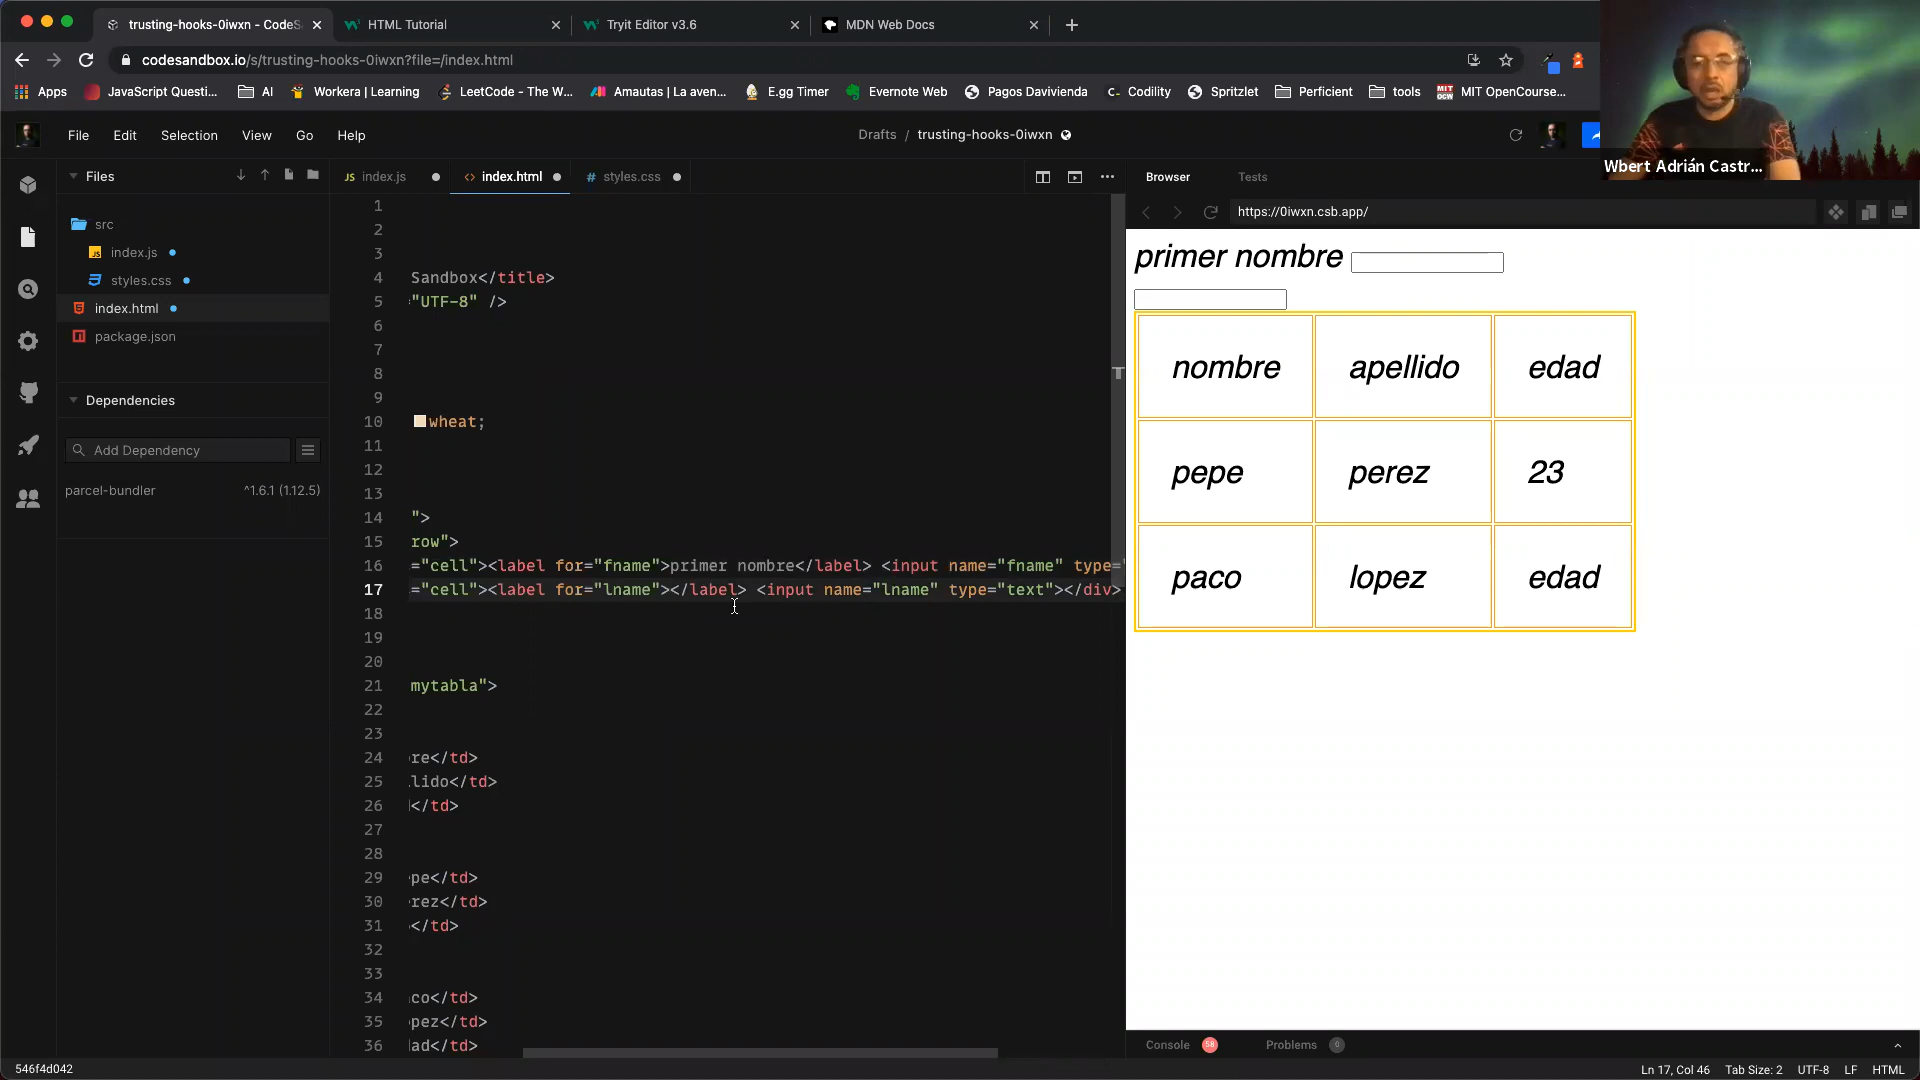 trusting-hooks-0iwxn - CodeS
HTML Tutorial
Tryit Editor v3.6
MDN Web Docs
codesandbox.io/s/trusting-hooks-0iwxn?file=/index.html
Apps
JavaScript Questi...
AI
Workera | Learning
LeetCode - The W...
Amautas | La aven...
E.gg Timer
Evernote Web
Pagos Davivienda
Codility
Spritzlet
Perficient
tools
MIT OpenCourse...
File Edit Selection View Go Help
Drafts / trusting-hooks-0iwxn
Wbert Adrián Castr...
Files
src
index.js
styles.css
index.html
package.json
Dependencies
Add Dependency
parcel-bundler ^1.6.1 (1.12.5)
JS index.js
<> index.html
# styles.css
1
2
3
4 Sandbox</title>
5 "UTF-8" />
6
7
8
9
10 wheat;
11
12
13
14 ">
15 row">
16 ="cell"><label for="fname">primer nombre</label> <input name="fname" type=
17 ="cell"><label for="lname"></label> <input name="lname" type="text"></div>
18
19
20
21 mytabla">
22
23
24 re</td>
25 lido</td>
26 </td>
27
28
29 pe</td>
30 rez</td>
31 </td>
32
33
34 co</td>
35 pez</td>
36 ad</td>
Browser Tests
https://0iwxn.csb.app/
primer nombre
nombre apellido edad
pepe perez 23
paco lopez edad
Console 58 Problems 0
546f4d042
Ln 17, Col 46 Tab Size: 2 UTF-8 LF HTML